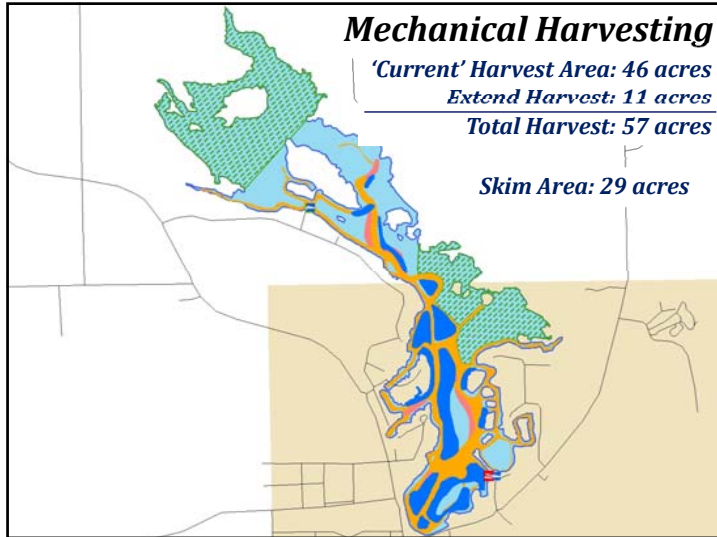 Mechanical Harvesting
‘Current’ Harvest Area: 46 acres
Extend Harvest: 11 acres
Total Harvest: 57 acres
Skim Area: 29 acres